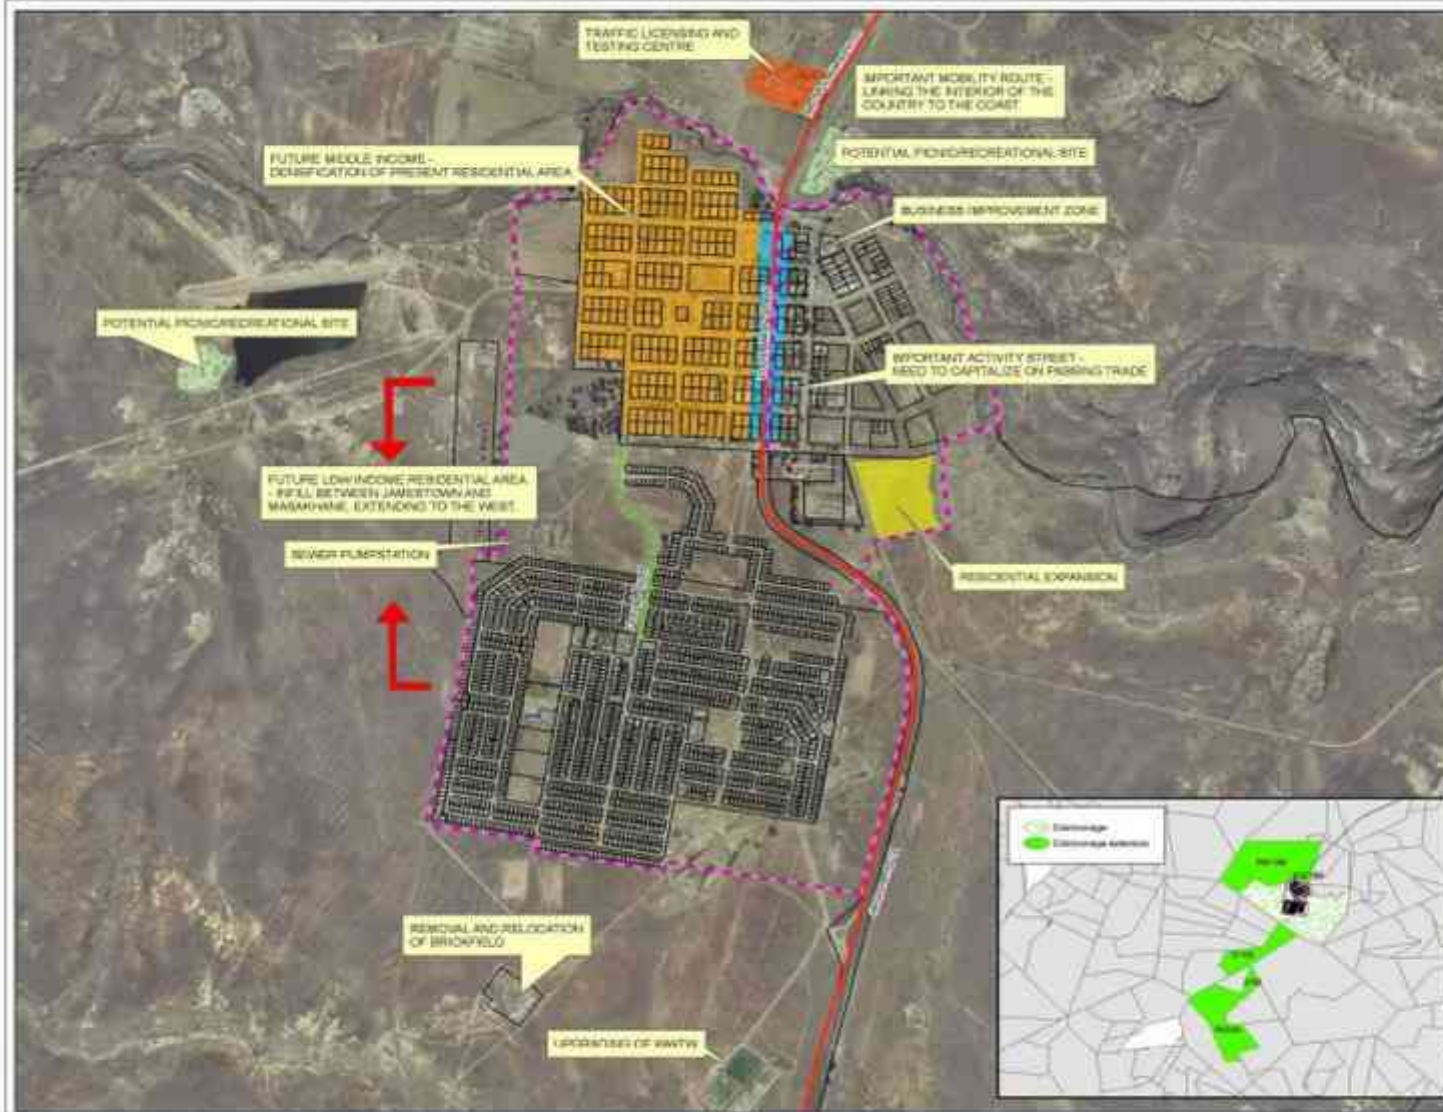 TRAFFIC LICENSING AND
TESTING CENTRE
IMPORTANT MOBILITY ROUTE -
LINKING THE INTERIOR OF THE
COUNTRY TO THE COAST
FUTURE MIDDLE INCOME -
DENSIFICATION OF PRESENT RESIDENTIAL AREA
POTENTIAL PICNIC/RECREATIONAL SITE
BUSINESS IMPROVEMENT ZONE
POTENTIAL PICNIC/RECREATIONAL SITE
IMPORTANT ACTIVITY STREET -
NEED TO CAPITALIZE ON PASSING TRADE
FUTURE LOW INCOME RESIDENTIAL AREA
- INFILL BETWEEN JAMESTOWN AND
MASAKHANE, EXTENDING TO THE WEST.
SEWER PUMPSTATION
RESIDENTIAL EXPANSION
Commonage
Commonage extension
REMOVAL AND RELOCATION
OF BRICKFIELD
UPGRADING OF WWTW